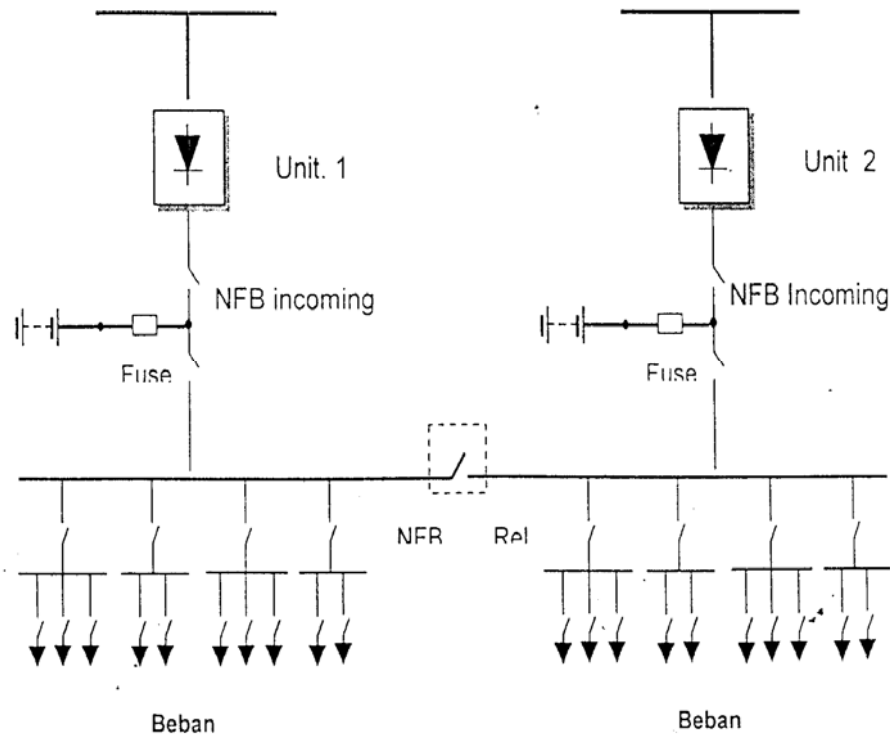 Unit. 1
Unit 2
NFB incoming
NFB Incoming
Fuse
Fuse
NFB Rel
Beban
Beban